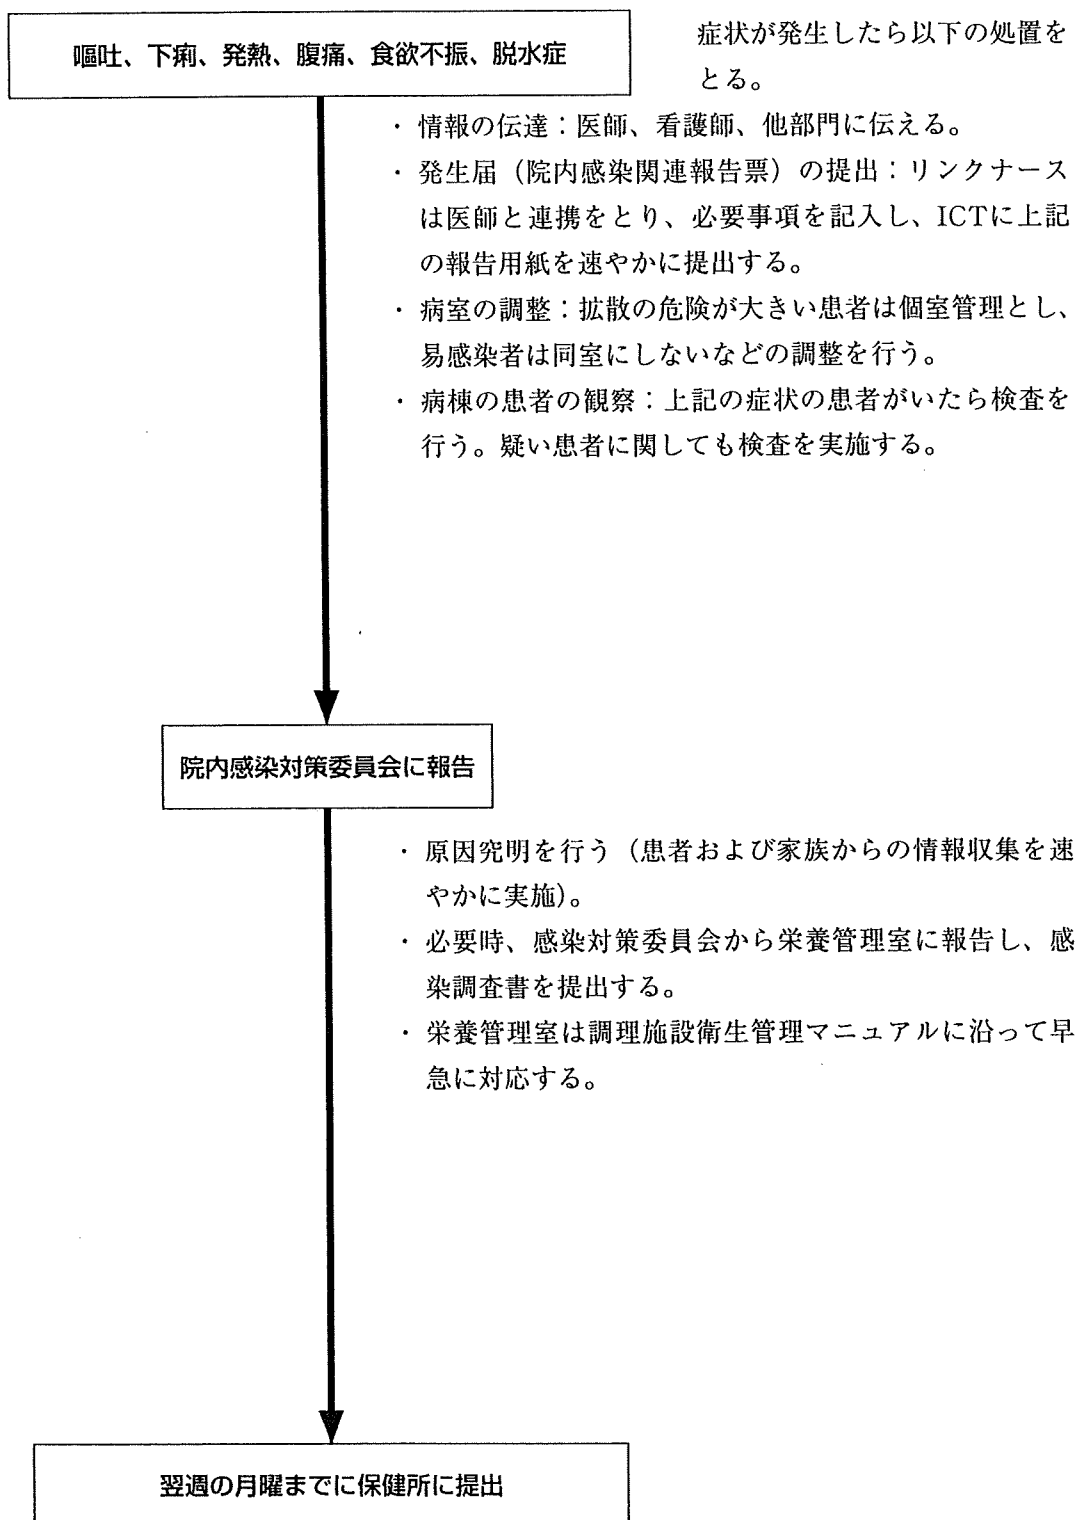 嘔吐、下痢、発熱、腹痛、食欲不振、脱水症
症状が発生したら以下の処置を
とる。
・情報の伝達：医師、看護師、他部門に伝える。
・発生届（院内感染関連報告票）の提出：リンクナース
は医師と連携をとり、必要事項を記入し、ICTに上記
の報告用紙を速やかに提出する。
・病室の調整：拡散の危険が大きい患者は個室管理とし、
易感染者は同室にしないなどの調整を行う。
・病棟の患者の観察：上記の症状の患者がいたら検査を
行う。疑い患者に関しても検査を実施する。
院内感染対策委員会に報告
・原因究明を行う（患者および家族からの情報収集を速
やかに実施）。
・必要時、感染対策委員会から栄養管理室に報告し、感
染調査書を提出する。
・栄養管理室は調理施設衛生管理マニュアルに沿って早
急に対応する。
翌週の月曜までに保健所に提出